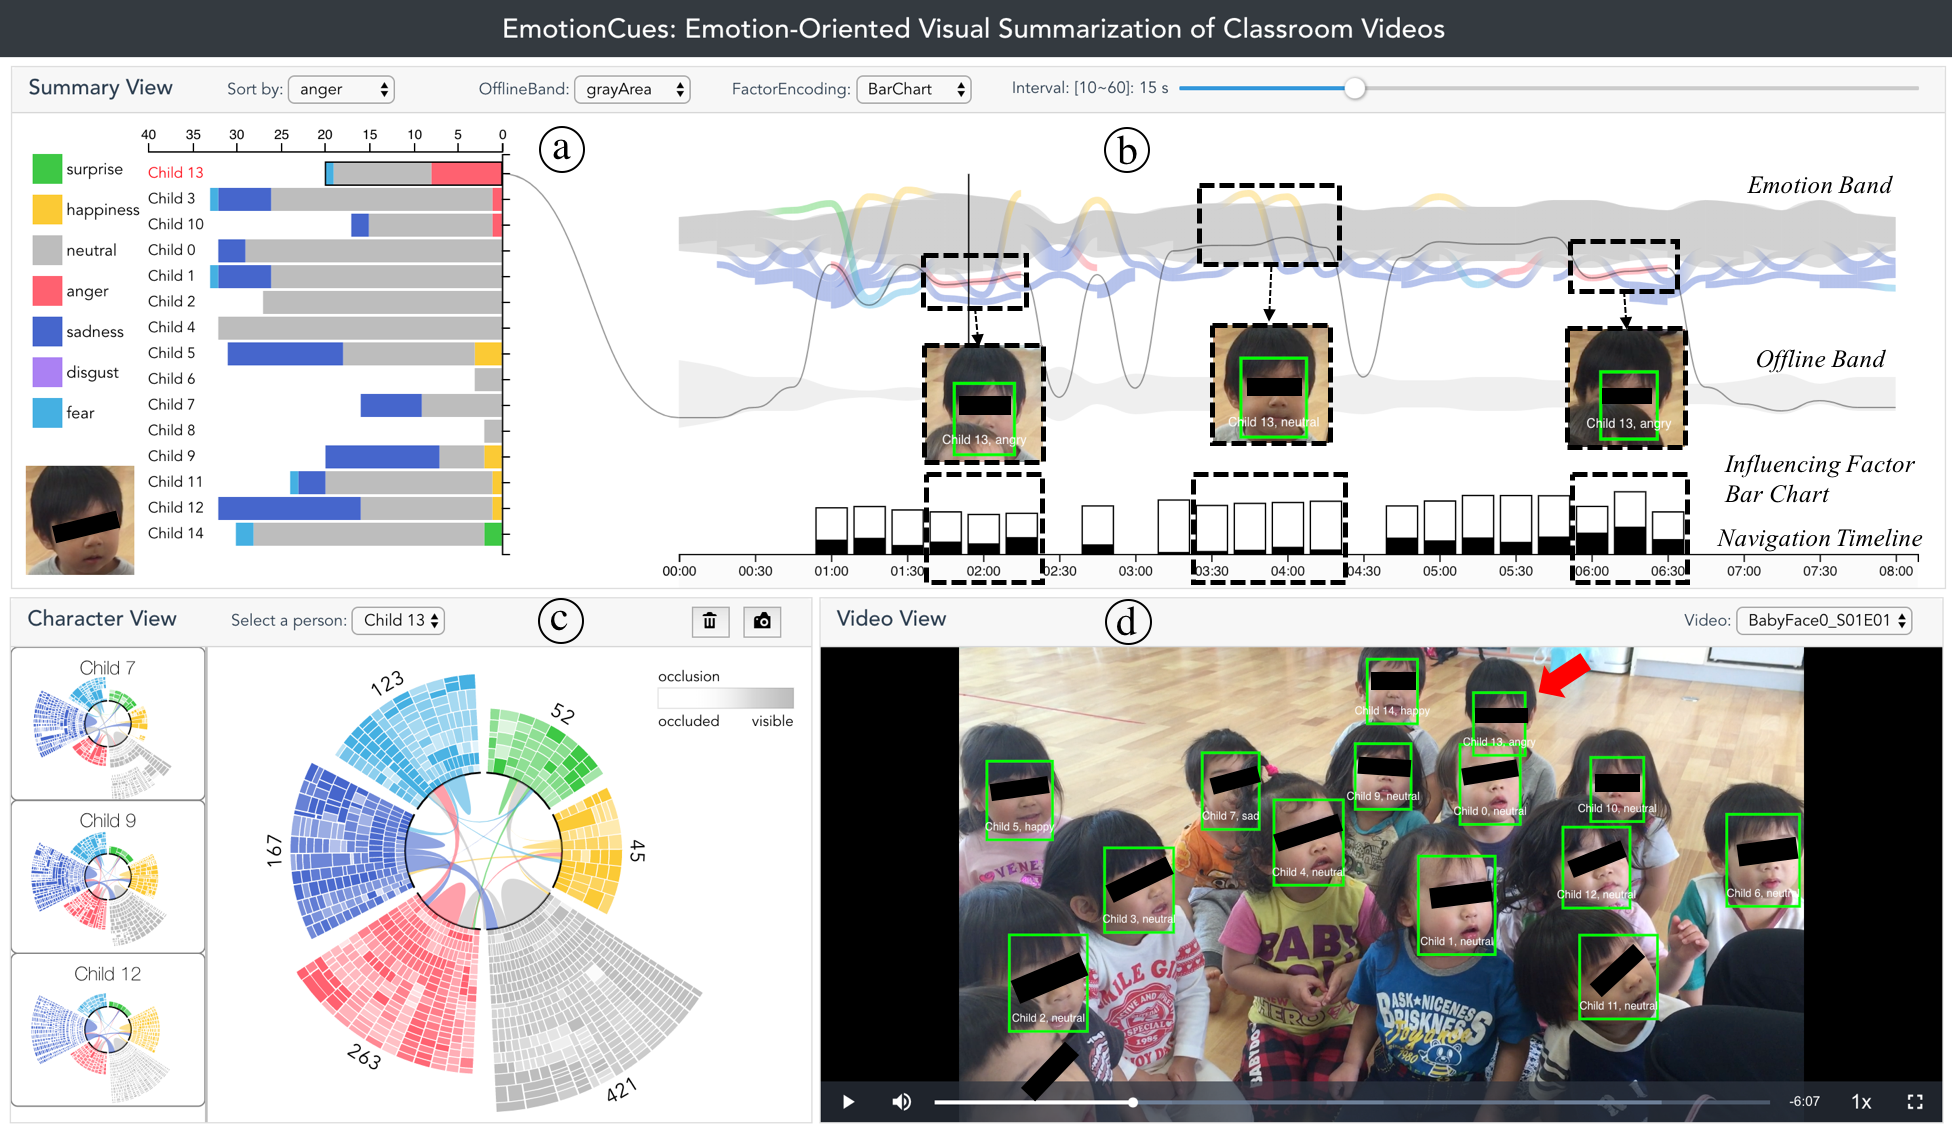 EmotionCues: Emotion-Oriented Visual Summarization of Classroom Videos
Summary View
Sort by: anger
OfflineBand: grayArea
FactorEncoding: BarChart
Interval: [10~60]: 15 s
40 35 30 25 20 15 10 5 0
surprise
happiness
neutral
anger
sadness
disgust
fear
Child 13
Child 3
Child 10
Child 0
Child 1
Child 2
Child 4
Child 5
Child 6
Child 7
Child 8
Child 9
Child 11
Child 12
Child 14
a
b
Emotion Band
Offline Band
Influencing Factor
Bar Chart
Navigation Timeline
Child 13, angry
Child 13, neutral
Child 13, angry
00:00 00:30 01:00 01:30 02:00 02:30 03:00 03:30 04:00 04:30 05:00 05:30 06:00 06:30 07:00 07:30 08:00
Character View
Select a person: Child 13
c
Child 7
Child 9
Child 12
occlusion
occluded visible
123
52
45
421
263
167
Video View
d
Video: BabyFace0_S01E01
Child 14, happy
Child 13, angry
Child 5, happy
Child 7, sad
Child 9, neutral
Child 0, neutral
Child 10, neutral
Child 4, neutral
Child 3, neutral
Child 12, neutral
Child 6, neutral
Child 1, neutral
Child 2, neutral
Child 11, neutral
BABY
HERO
SPECIAL
1985
BASK•NICENESS
BRISKNESS
1980
-6:07
1x